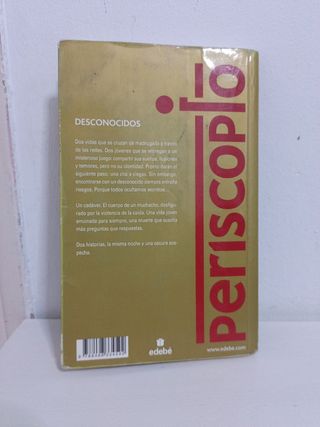 DESCONOCIDOS
Dos vidas que se cruzan de madrugada a través
de las redes. Dos jóvenes que se entregan a un
misterioso juego: compartir sus sueños, ilusiones
y temores, pero no su identidad. Pronto darán el
siguiente paso: una cita a ciegas. Sin embargo,
encontrarse con un desconocido siempre entraña
riesgos. Porque todos ocultamos secretos...
Un cadáver. El cuerpo de un muchacho, desfigu-
rado por la violencia de la caída. Una vida joven
arruinada para siempre, una muerte que suscita
más preguntas que respuestas.
Dos historias, la misma noche y una oscura sos-
pecha.
periscopio
edebé
www.edebe.com